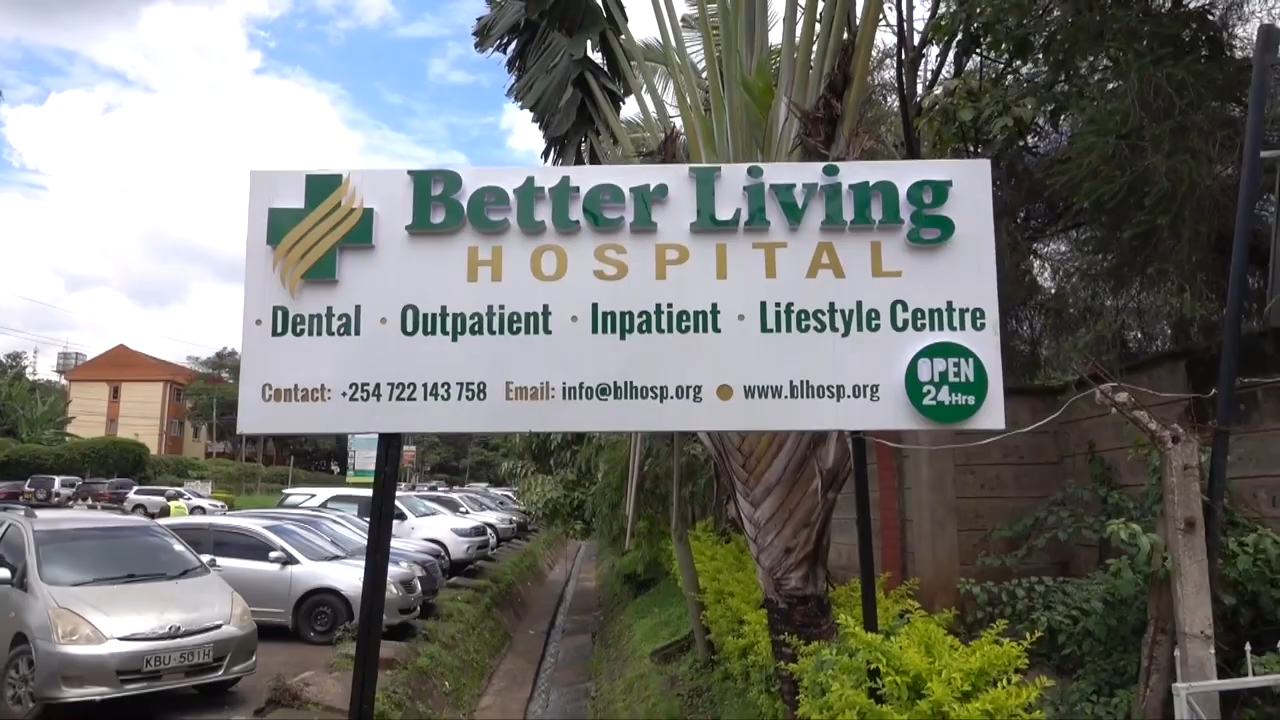 Better Living
HOSPITAL
· Dental · Outpatient · Inpatient · Lifestyle Centre
Contact: +254 722 143 758 Email: info@blhosp.org ● www.blhosp.org
OPEN
24Hrs
KBU 501H